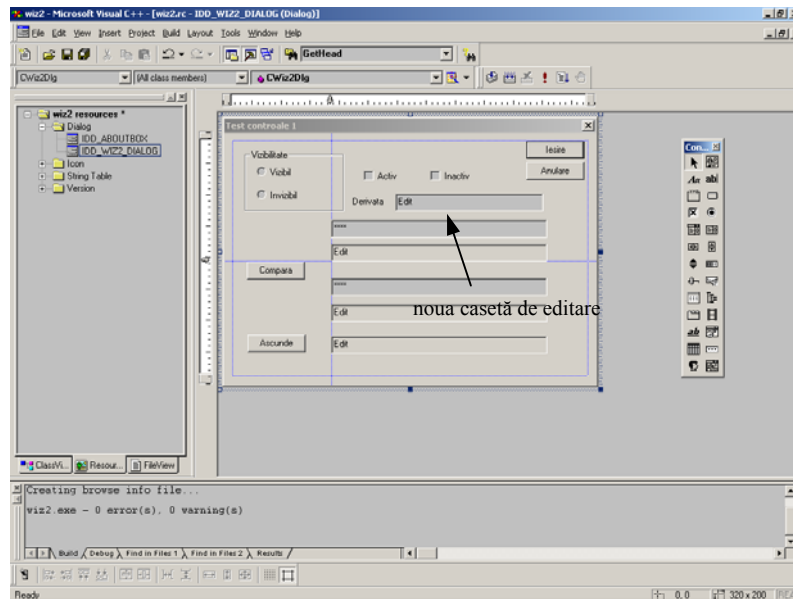 wiz2 - Microsoft Visual C++ - [wiz2.rc - IDD_WIZ2_DIALOG (Dialog)]
File Edit View Insert Project Build Layout Tools Window Help
GetHead
CWiz2Dlg (All class members) CWiz2Dlg
wiz2 resources *
Dialog
IDD_ABOUTBOX
IDD_WIZ2_DIALOG
Icon
String Table
Version
Test controale 1
Vizibilitate
Vizibil
Invizibil
Activ
Inactiv
Iesire
Anulare
Derivata
Edit
****
Edit
Compara
****
Edit
Ascunde
Edit
noua casetă de editare
Con...
Aa ab|
ClassVi... Resour... FileView
Creating browse info file...
wiz2.exe - 0 error(s), 0 warning(s)
Build Debug Find in Files 1 Find in Files 2 Results
Ready
0, 0 320 x 200 READ